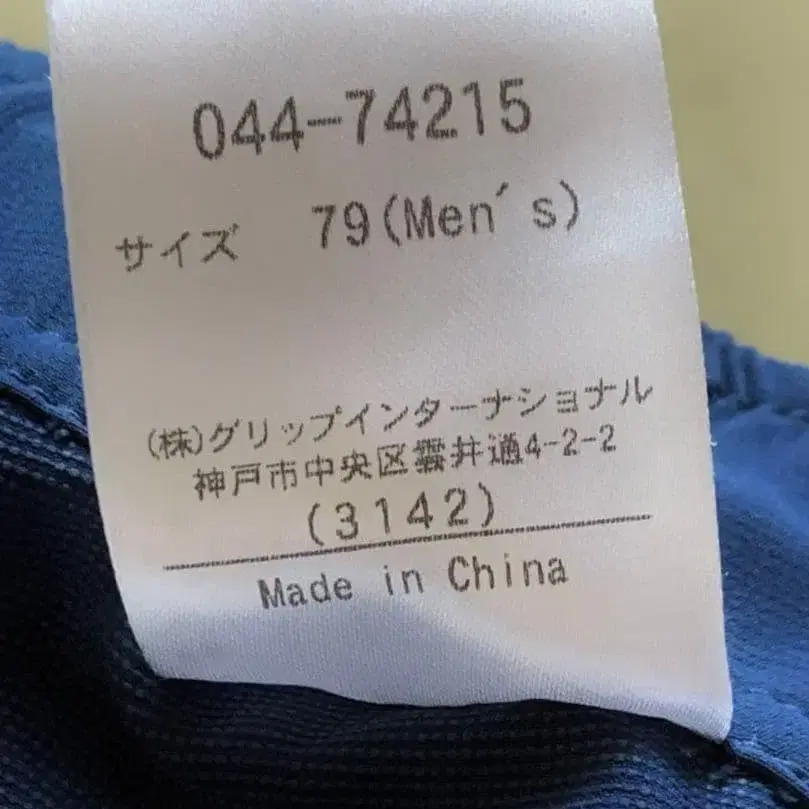 044-74215
サイズ 79(Men's)
(株)グリップインターナショナル
神戸市中央区雲井通4-2-2
(3142)
Made in China